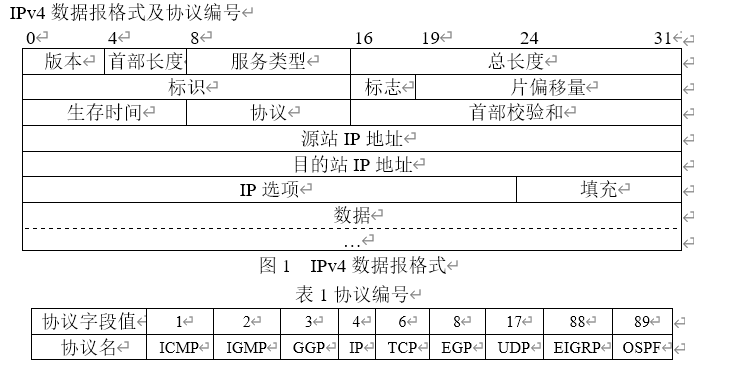 IPv4 数据报格式及协议编号
0 4 8 16 19 24 31
版本 首部长度 服务类型 总长度
标识 标志 片偏移量
生存时间 协议 首部校验和
源站 IP 地址
目的站 IP 地址
IP 选项 填充
数据
…
图 1 IPv4 数据报格式
表 1 协议编号
协议字段值 1 2 3 4 6 8 17 88 89
协议名 ICMP IGMP GGP IP TCP EGP UDP EIGRP OSPF